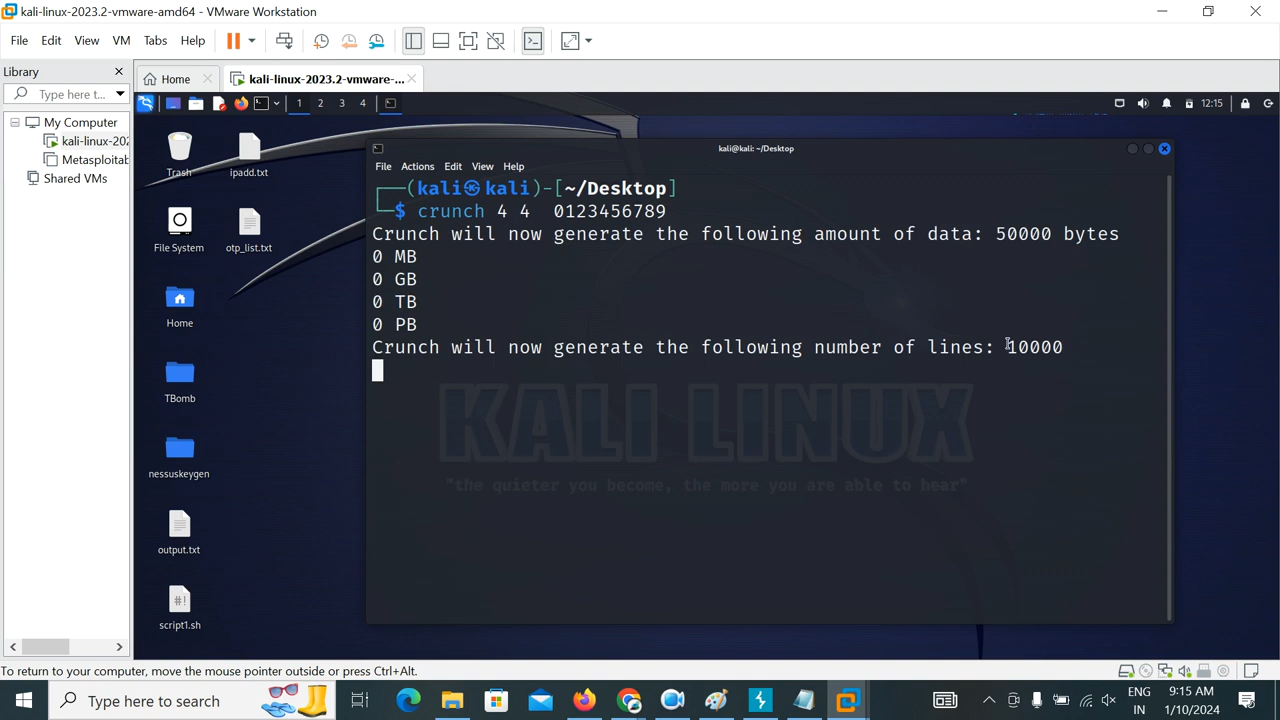 kali-linux-2023.2-vmware-amd64 - VMware Workstation
File Edit View VM Tabs Help
Library
Type here t...
My Computer
kali-linux-202
Metasploitab
Shared VMs
Home
kali-linux-2023.2-vmware-...
1 2 3 4
12:15
Trash
ipadd.txt
File System
otp_list.txt
Home
TBomb
nessuskeygen
output.txt
script1.sh
kali@kali: ~/Desktop
File Actions Edit View Help
(kali㉿kali)-[~/Desktop]
$ crunch 4 4  0123456789
Crunch will now generate the following amount of data: 50000 bytes
0 MB
0 GB
0 TB
0 PB
Crunch will now generate the following number of lines: 10000
KALI LINUX
"the quieter you become, the more you are able to hear"
To return to your computer, move the mouse pointer outside or press Ctrl+Alt.
Type here to search
ENG
IN
9:15 AM
1/10/2024